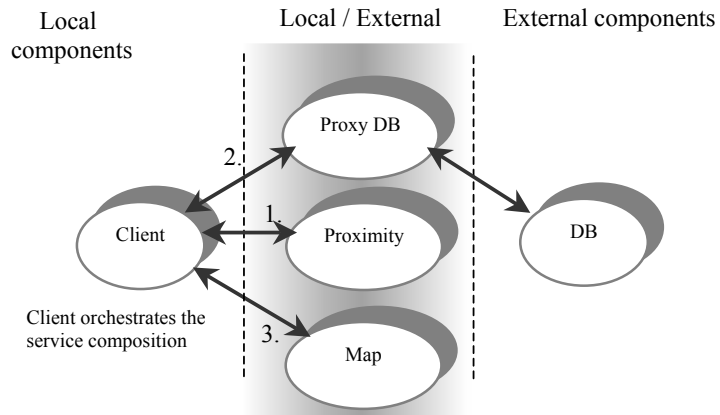 Local
components
Local / External
External components
Proxy DB
2.
1.
Client
Proximity
DB
Client orchestrates the
service composition
3.
Map